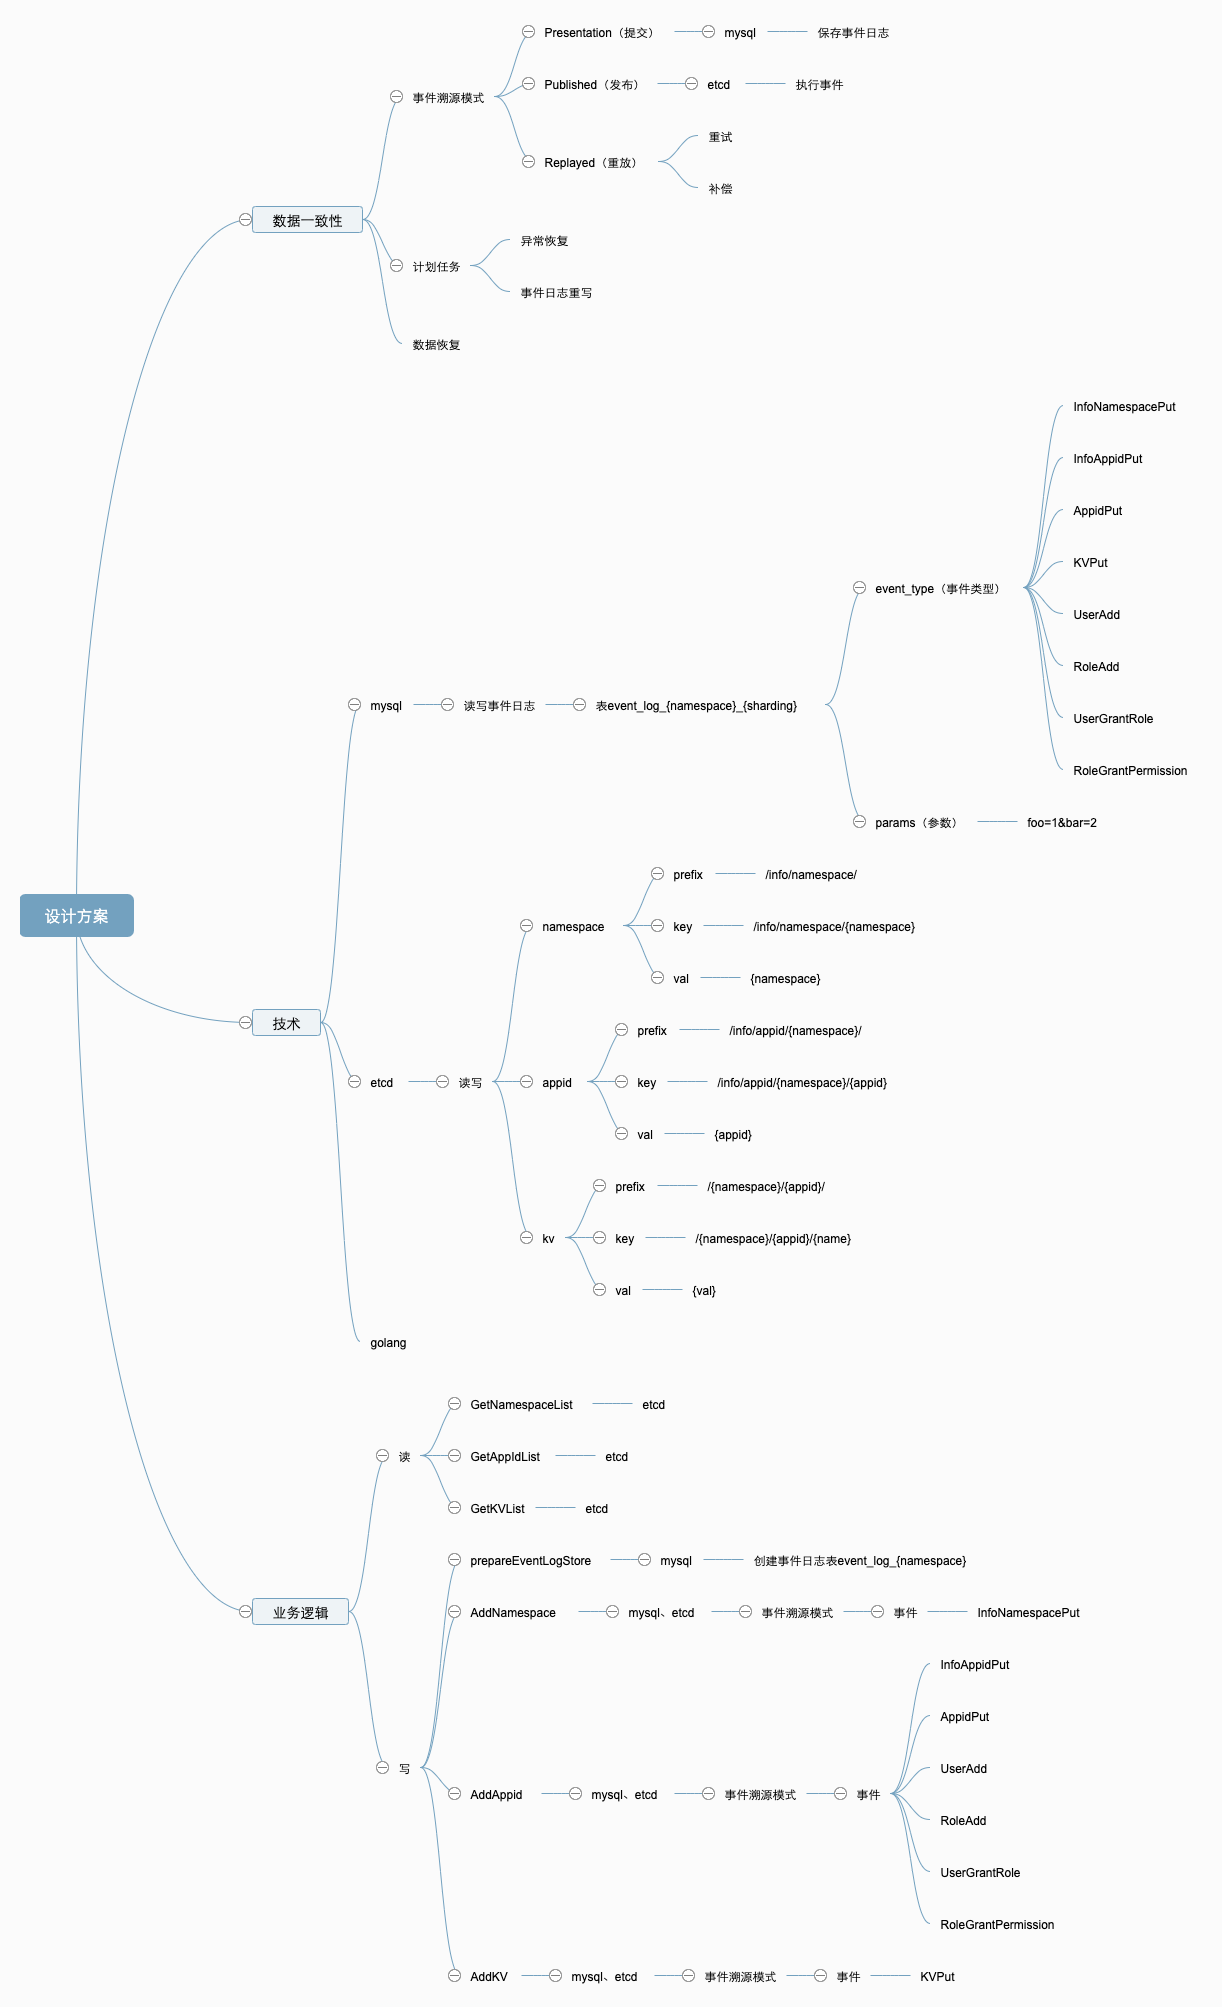 设计方案
数据一致性
事件溯源模式
Presentation（提交）
mysql
保存事件日志
Published（发布）
etcd
执行事件
Replayed（重放）
重试
补偿
计划任务
异常恢复
事件日志重写
数据恢复
技术
mysql
读写事件日志
表event_log_{namespace}_{sharding}
event_type（事件类型）
InfoNamespacePut
InfoAppidPut
AppidPut
KVPut
UserAdd
RoleAdd
UserGrantRole
RoleGrantPermission
params（参数）
foo=1&bar=2
etcd
读写
namespace
prefix
/info/namespace/
key
/info/namespace/{namespace}
val
{namespace}
appid
prefix
/info/appid/{namespace}/
key
/info/appid/{namespace}/{appid}
val
{appid}
kv
prefix
/{namespace}/{appid}/
key
/{namespace}/{appid}/{name}
val
{val}
golang
业务逻辑
读
GetNamespaceList
etcd
GetAppIdList
etcd
GetKVList
etcd
写
prepareEventLogStore
mysql
创建事件日志表event_log_{namespace}
AddNamespace
mysql、etcd
事件溯源模式
事件
InfoNamespacePut
AddAppid
mysql、etcd
事件溯源模式
事件
InfoAppidPut
AppidPut
UserAdd
RoleAdd
UserGrantRole
RoleGrantPermission
AddKV
mysql、etcd
事件溯源模式
事件
KVPut